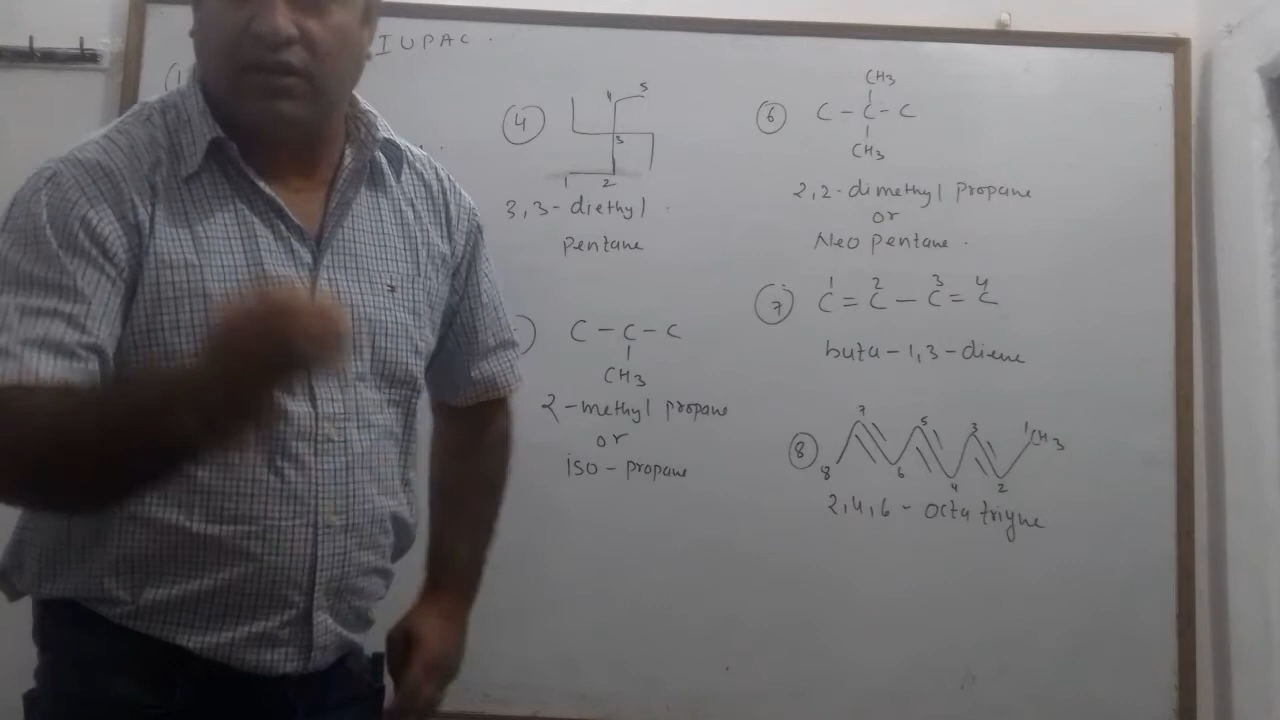 IUPAC.
(1
4
4 5
3
1 2
3,3-diethyl
Pentane
)
C - C - C
CH3
2-methyl propane
or
iso-propane
6
CH3
C - C - C
CH3
2,2-dimethyl propane
or
Neo pentane.
7
1 2 3 4
C = C - C = C
buta-1,3-diene
8
7 5 3 1
CH3
8 6 4 2
2,4,6-octa triyne